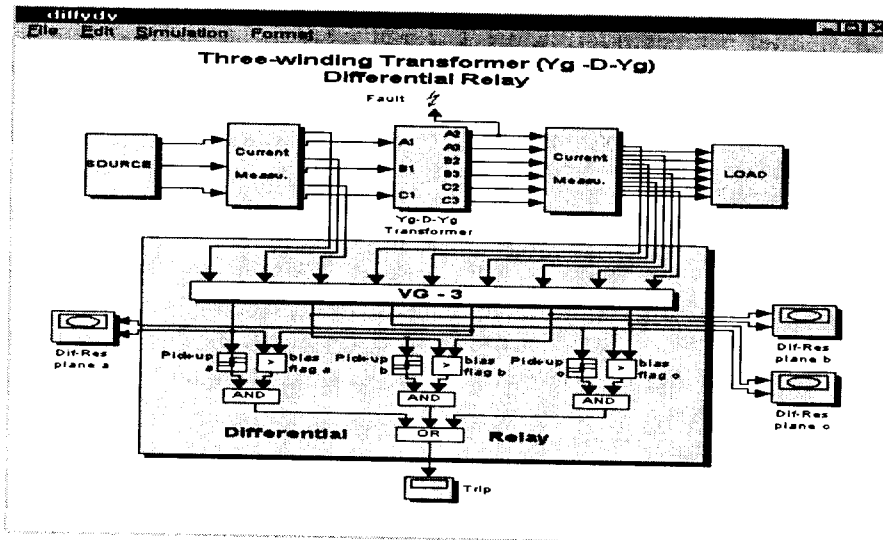 diffydv
File Edit Simulation Format
Three-winding Transformer (Yg -D-Yg)
Differential Relay
Fault
SOURCE
Current
Measu.
A1
B1
C1
A2
A3
B2
B3
C2
C3
Yg-D-Yg
Transformer
Current
Measu.
LOAD
VG - 3
Dif-Res
plane a
Pick-up
a
bias
flag a
Pick-up
b
bias
flag b
Pick-up
c
bias
flag c
Dif-Res
plane b
Dif-Res
plane c
AND
AND
AND
OR
Differential Relay
Trip